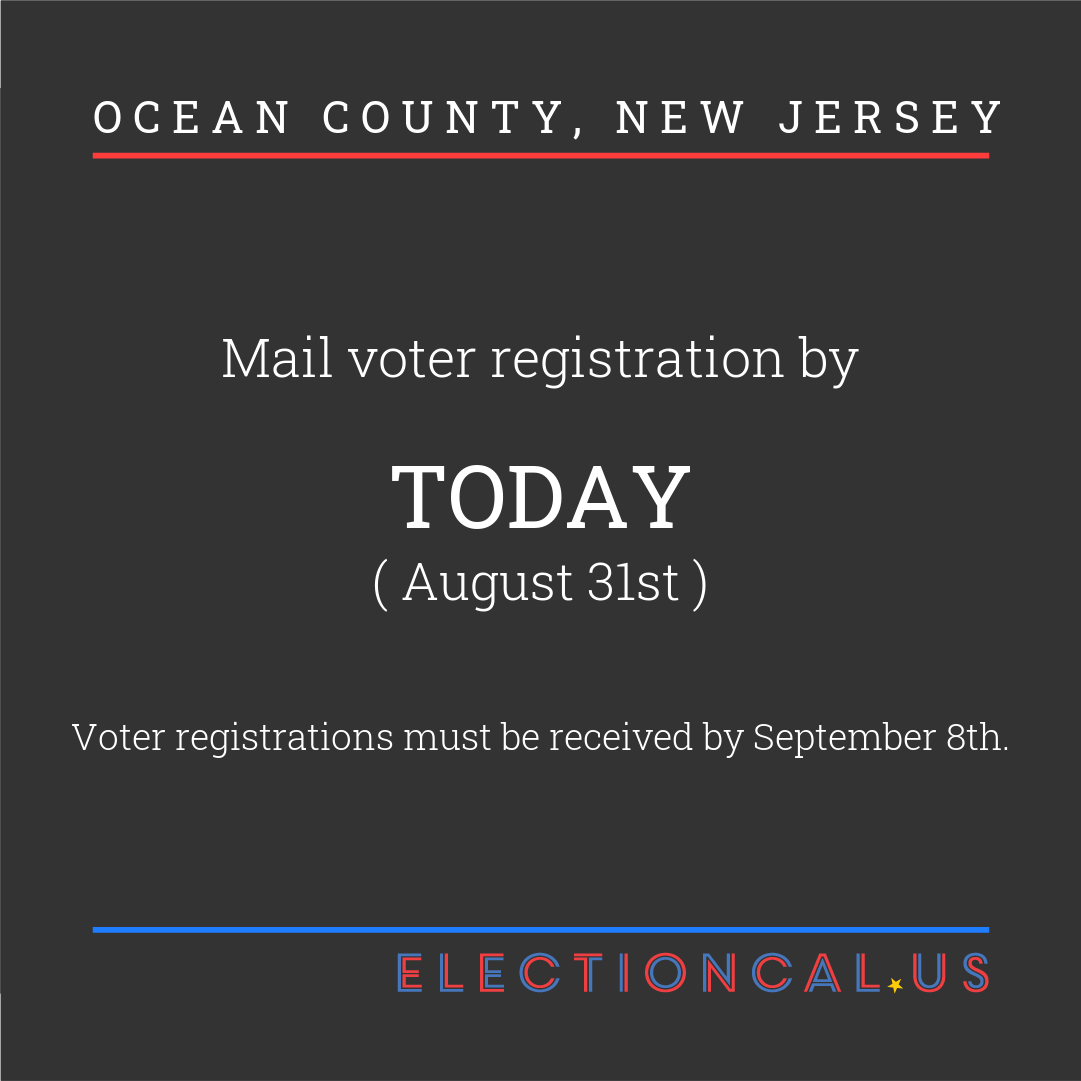 OCEAN COUNTY, NEW JERSEY
Mail voter registration by
TODAY
( August 31st )
Voter registrations must be received by September 8th.
ELECTIONCAL.US